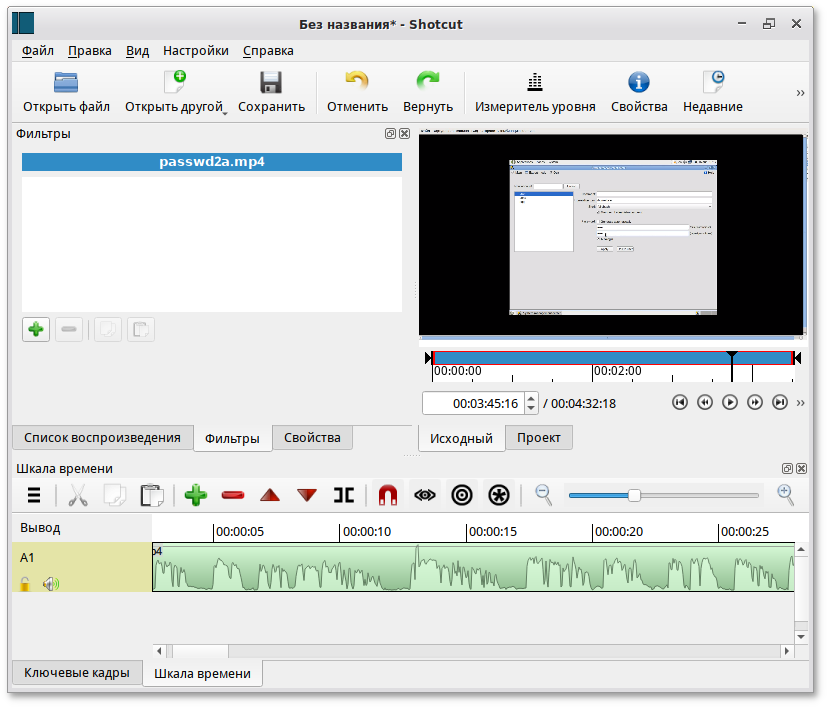 Без названия* - Shotcut
Файл Правка Вид Настройки Справка
Открыть файл Открыть другой Сохранить Отменить Вернуть Измеритель уровня Свойства Недавние
Фильтры
passwd2a.mp4
00:00:00 00:02:00
00:03:45:16 / 00:04:32:18
Список воспроизведения Фильтры Свойства Исходный Проект
Шкала времени
Вывод 00:00:05 00:00:10 00:00:15 00:00:20 00:00:25
p4
A1
Ключевые кадры Шкала времени